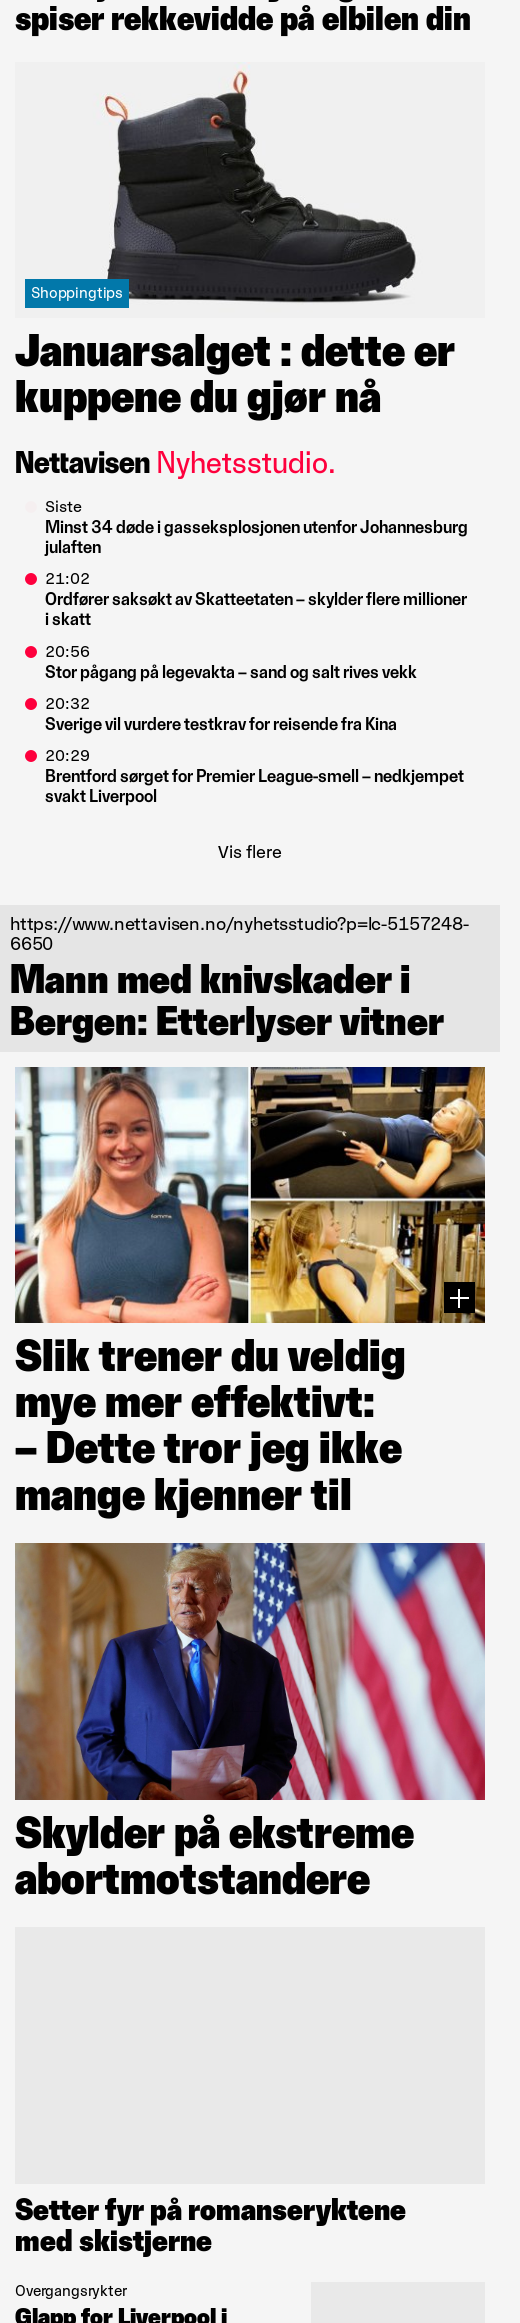 spiser rekkevidde på elbilen din
Shoppingtips
Januarsalget : dette er
kuppene du gjør nå
Nettavisen Nyhetsstudio.
Siste
Minst 34 døde i gasseksplosjonen utenfor Johannesburg
julaften
21:02
Ordfører saksøkt av Skatteetaten – skylder flere millioner
i skatt
20:56
Stor pågang på legevakta – sand og salt rives vekk
20:32
Sverige vil vurdere testkrav for reisende fra Kina
20:29
Brentford sørget for Premier League-smell – nedkjempet
svakt Liverpool
Vis flere
https://www.nettavisen.no/nyhetsstudio?p=lc-5157248-
6650
Mann med knivskader i
Bergen: Etterlyser vitner
Slik trener du veldig
mye mer effektivt:
– Dette tror jeg ikke
mange kjenner til
Skylder på ekstreme
abortmotstandere
Setter fyr på romanseryktene
med skistjerne
Overgangsrykter
Glapp for Liverpool i